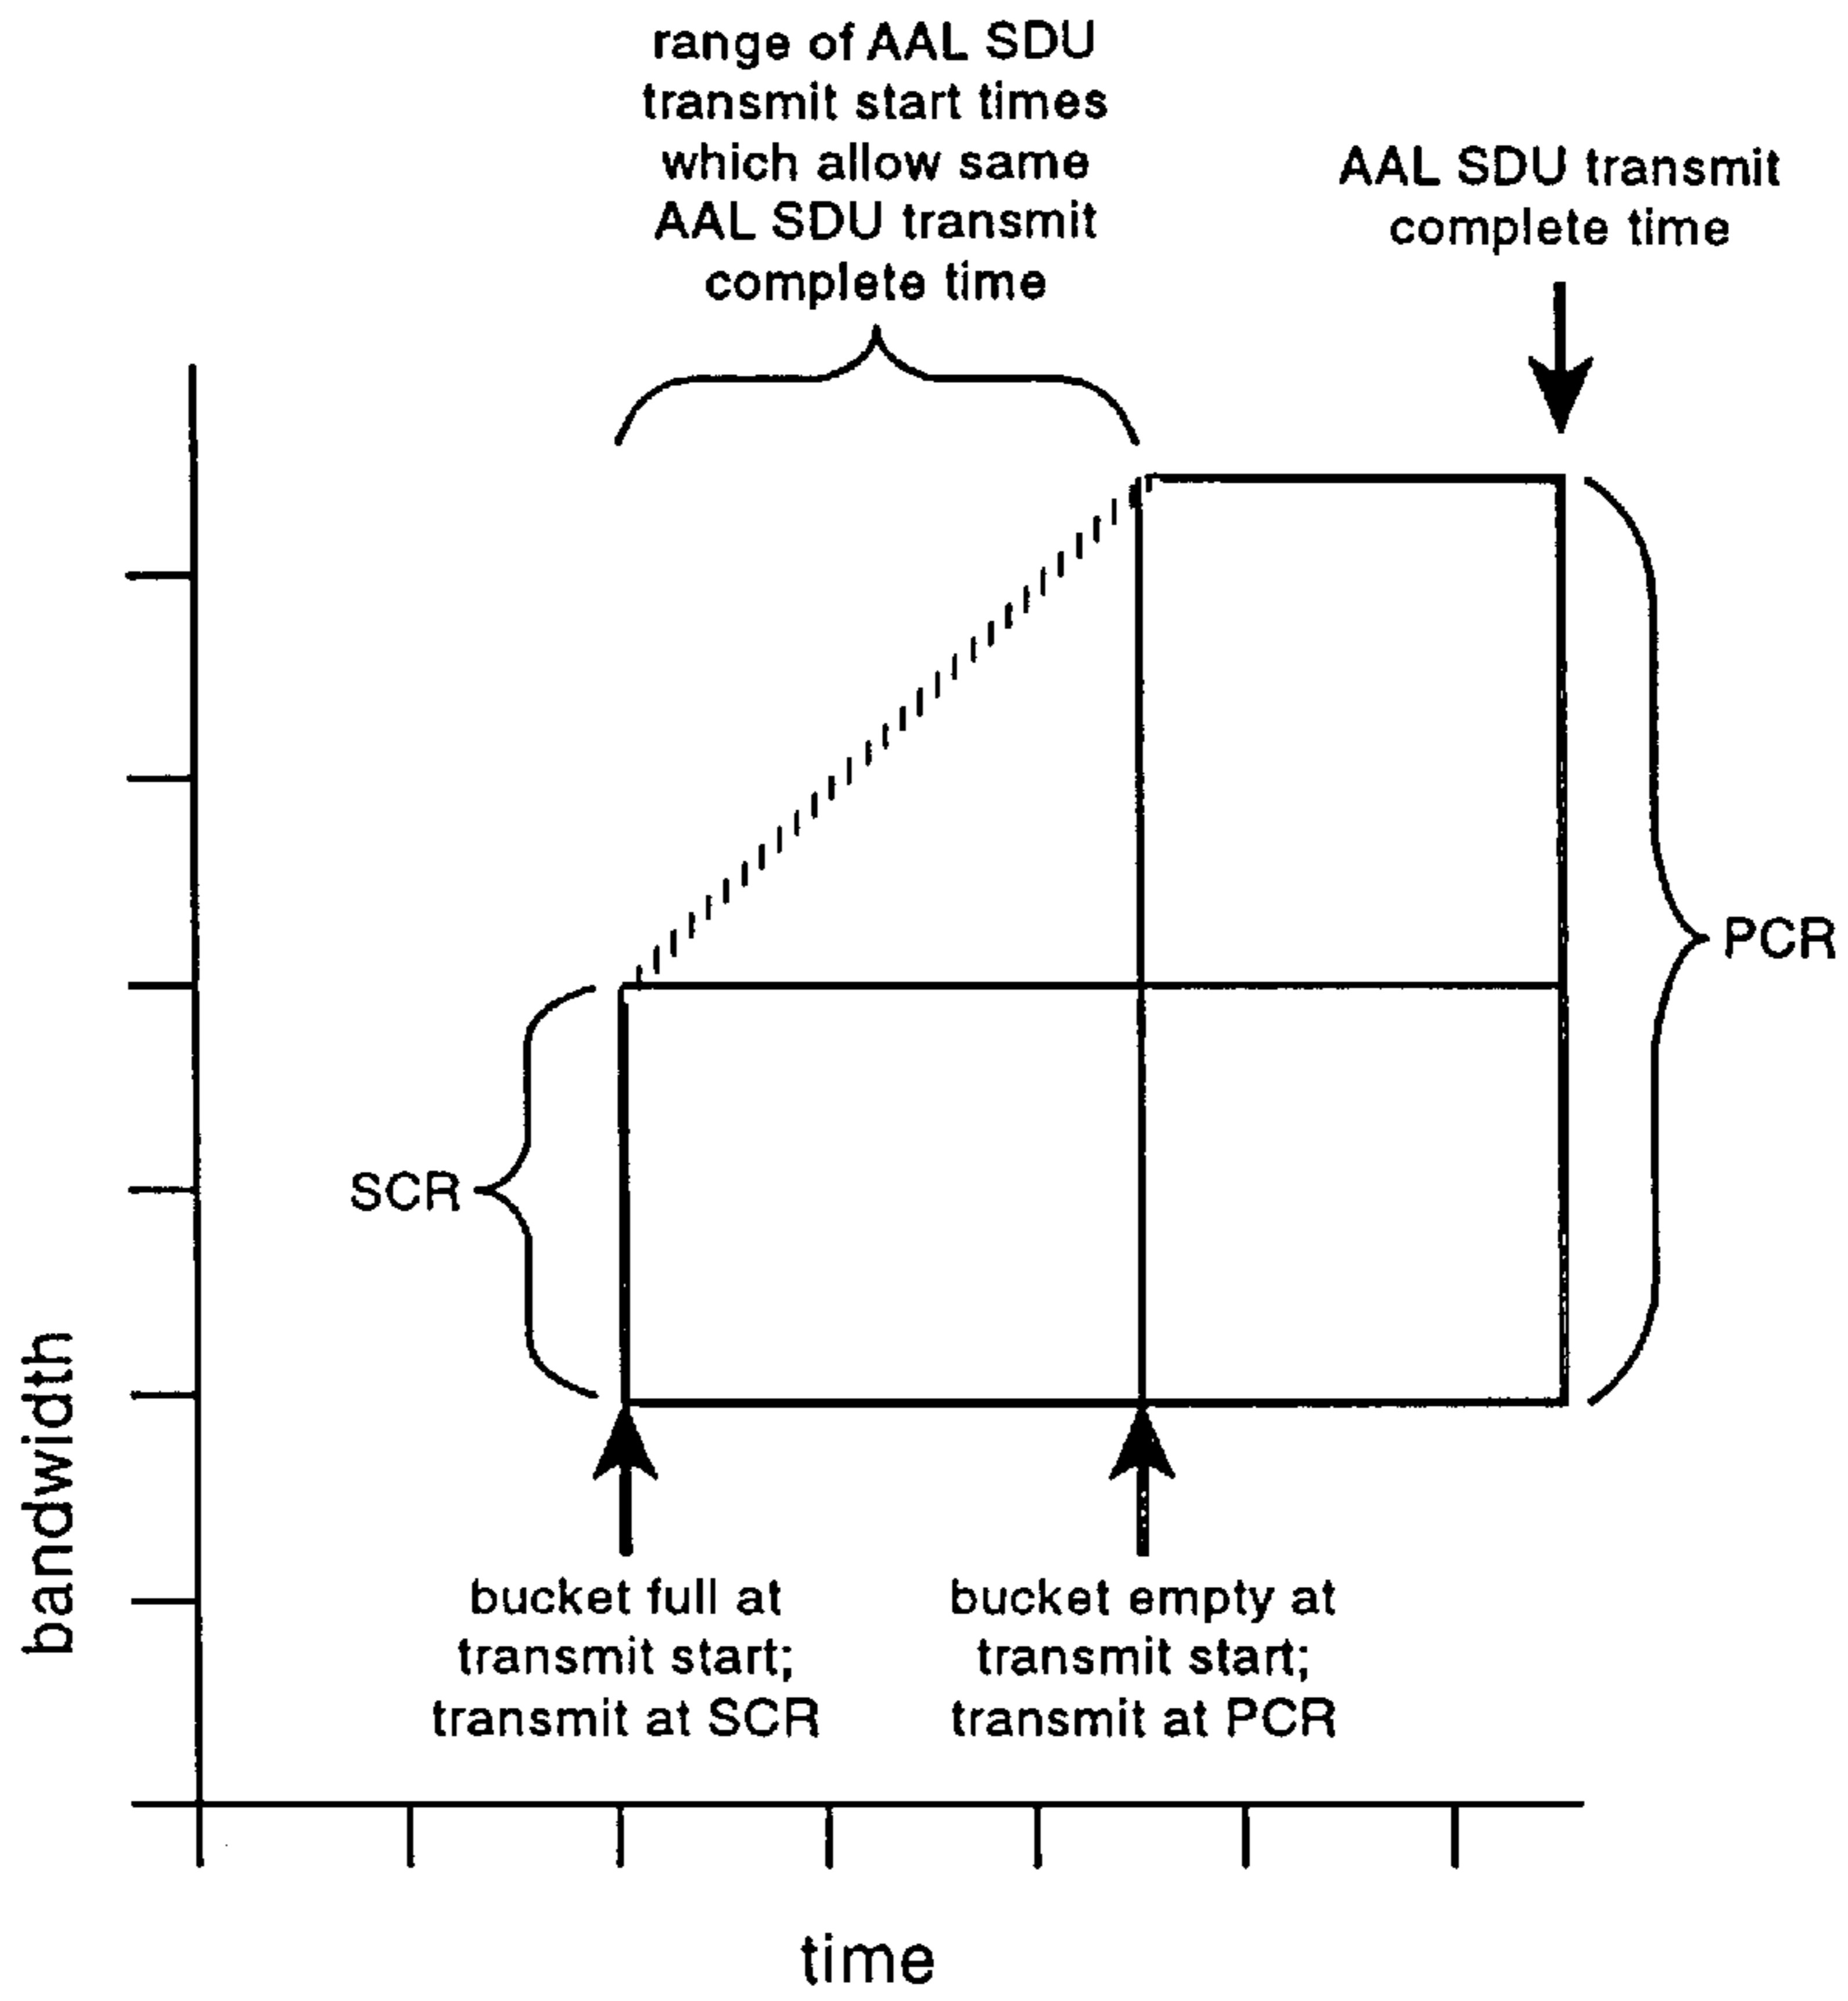 range of AAL SDU
transmit start times
which allow same
AAL SDU transmit
complete time
AAL SDU transmit
complete time
PCR
SCR
bandwidth
bucket full at
transmit start;
transmit at SCR
bucket empty at
transmit start;
transmit at PCR
time